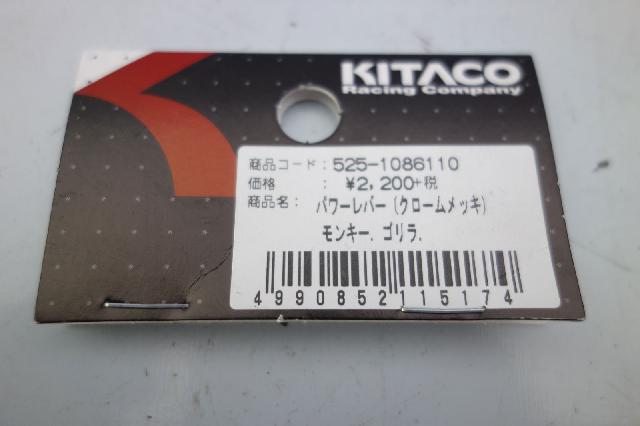 KITACO
Racing Company
商品コード：525-1086110
価格　　：¥2,200+税
商品名：パワーレバー（クロームメッキ）
モンキー．ゴリラ．
4990852115174